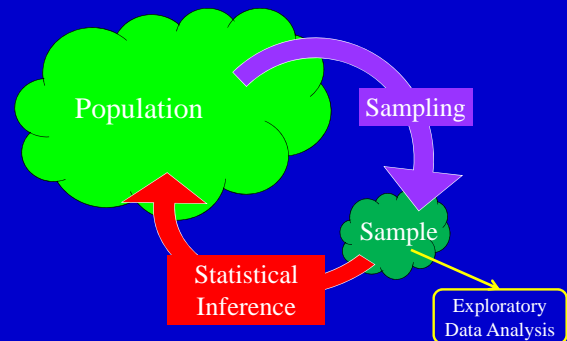 Population
Sampling
Sample
Statistical
Inference
Exploratory
Data Analysis